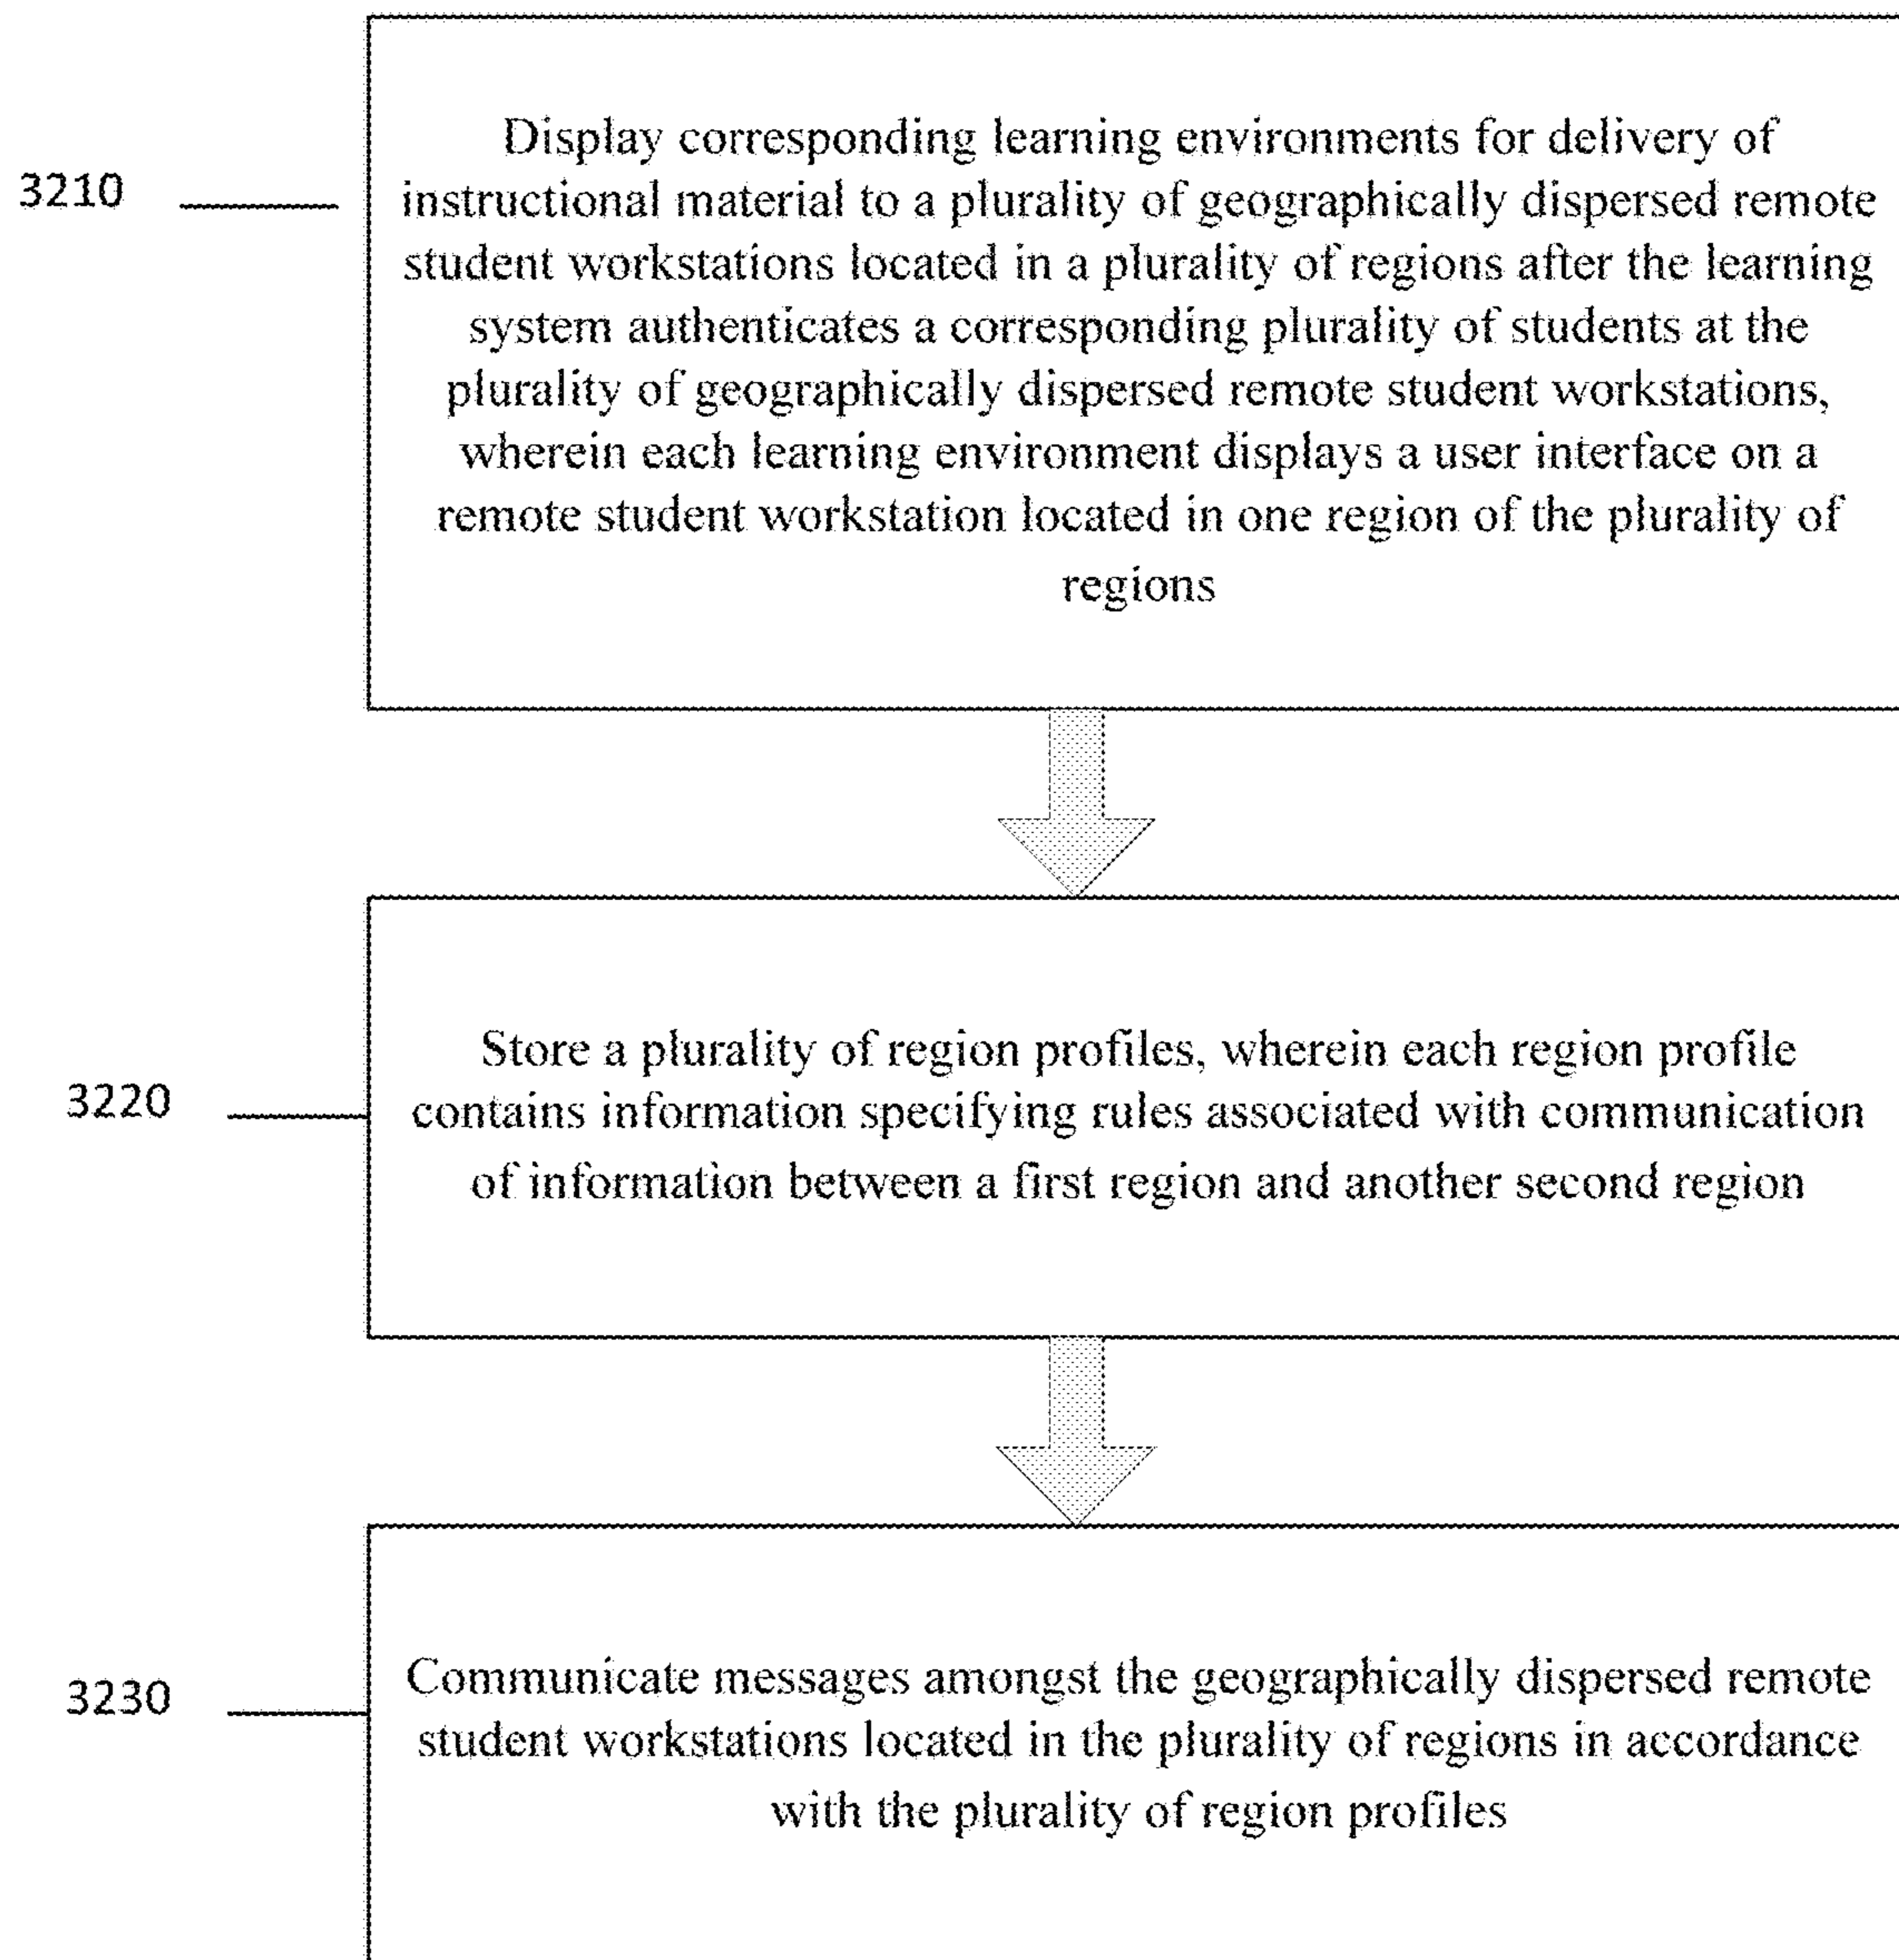 Display corresponding learning environments for delivery of
3210
instructional material to a plurality of geographically dispersed remote
student workstations located in a plurality of regions after the learning
system authenticates a corresponding plurality of students at the
plurality of geographically dispersed remote student workstations,
wherein each learning environment displays a user interface on a
remote student workstation located in one region of the plurality of
regions
Store a plurality of region profiles, wherein each region profile
3220
contains information specifying rules associated with communication
of information between a first region and another second region
3230
Communicate messages amongst the geographically dispersed remote
student workstations located in the plurality of regions in accordance
with the plurality of region profiles